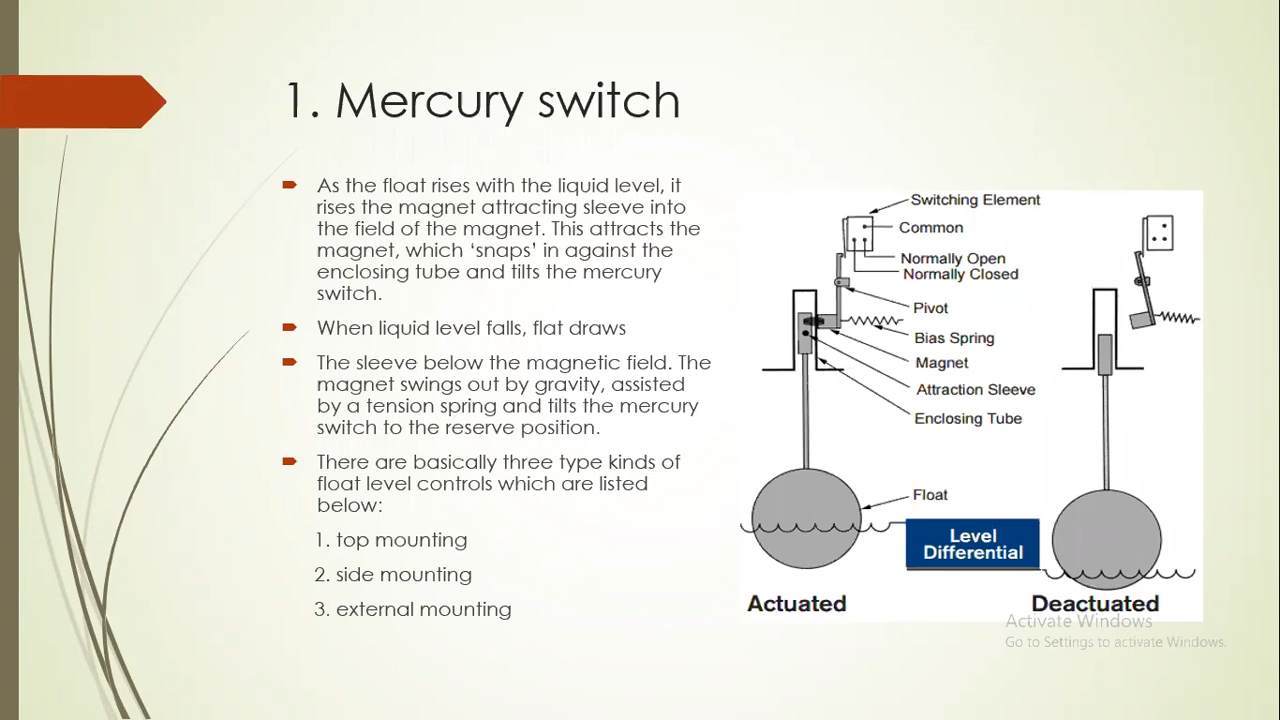 1. Mercury switch
As the float rises with the liquid level, it
rises the magnet attracting sleeve into
the field of the magnet. This attracts the
magnet, which ‘snaps’ in against the
enclosing tube and tilts the mercury
switch.
When liquid level falls, flat draws
The sleeve below the magnetic field. The
magnet swings out by gravity, assisted
by a tension spring and tilts the mercury
switch to the reserve position.
There are basically three type kinds of
float level controls which are listed
below:
1. top mounting
2. side mounting
3. external mounting
Switching Element
Common
Normally Open
Normally Closed
Pivot
Bias Spring
Magnet
Attraction Sleeve
Enclosing Tube
Float
Level
Differential
Actuated
Deactuated
Activate Windows
Go to Settings to activate Windows.